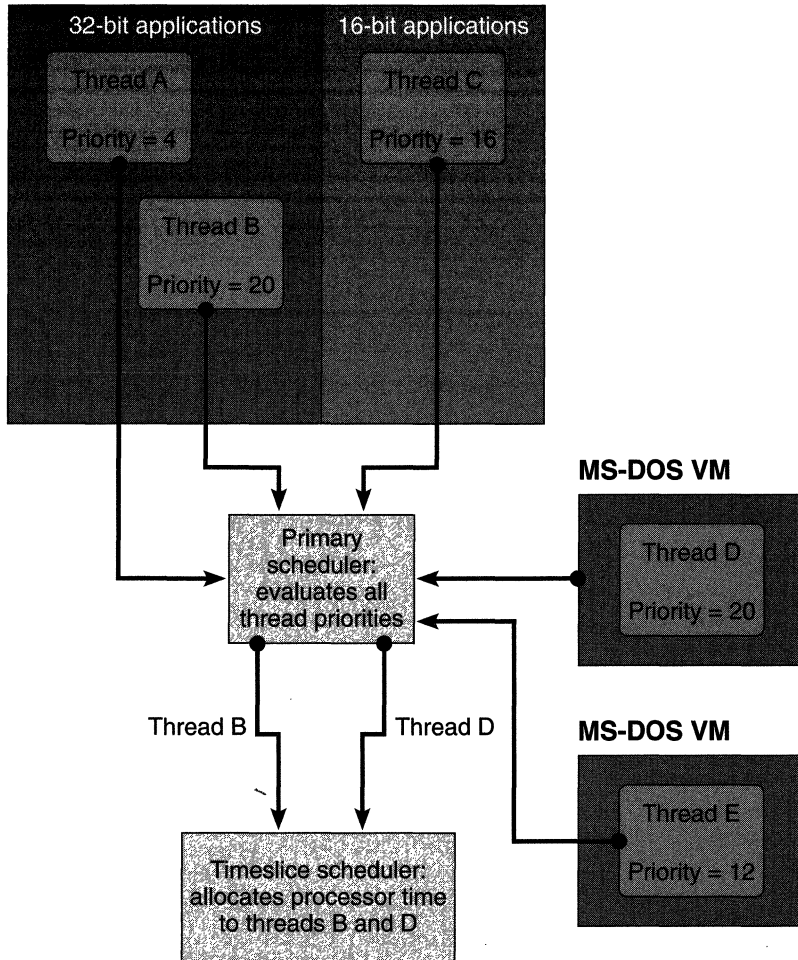 32-bit applications
16-bit applications
Thread A
Priority = 4
Thread C
Priority = 16
Thread B
Priority = 20
MS-DOS VM
Thread D
Priority = 20
Primary
scheduler:
evaluates all
thread priorities
Thread B
Thread D
MS-DOS VM
Thread E
Priority = 12
Timeslice scheduler:
allocates processor time
to threads B and D